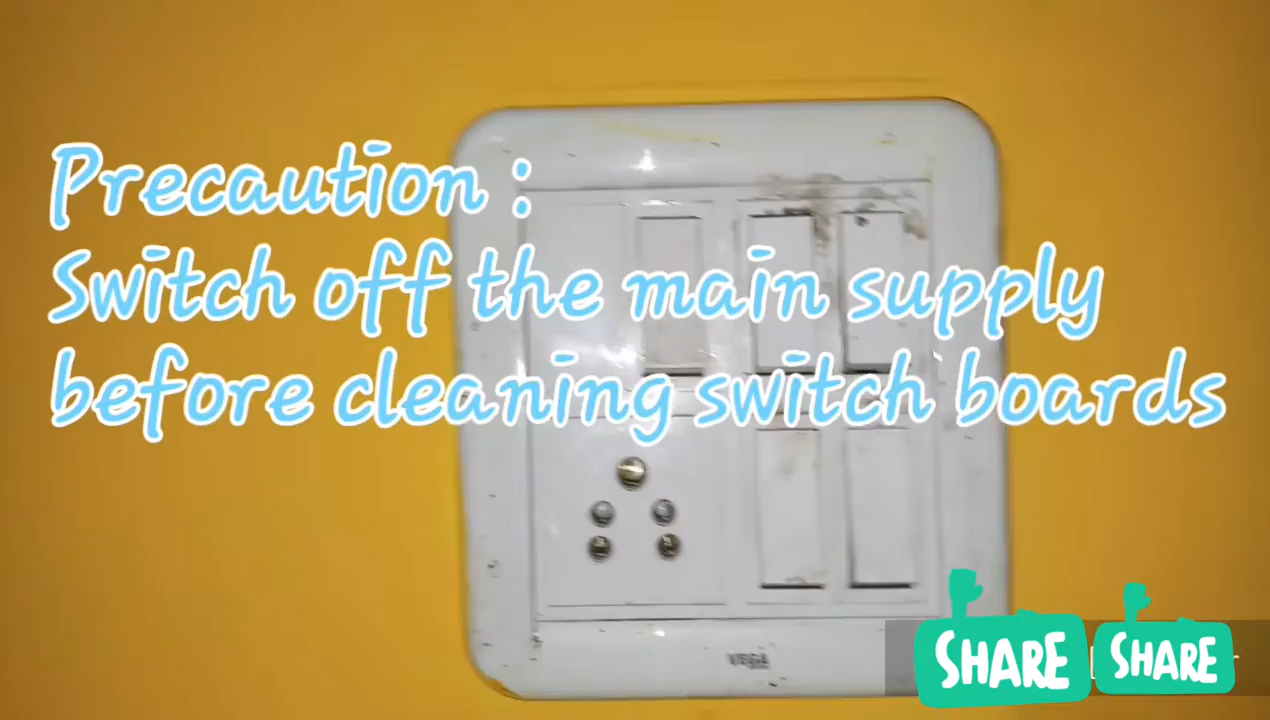 Precaution :
Switch off the main supply
before cleaning switch boards
VEGA
SHARE SHARE